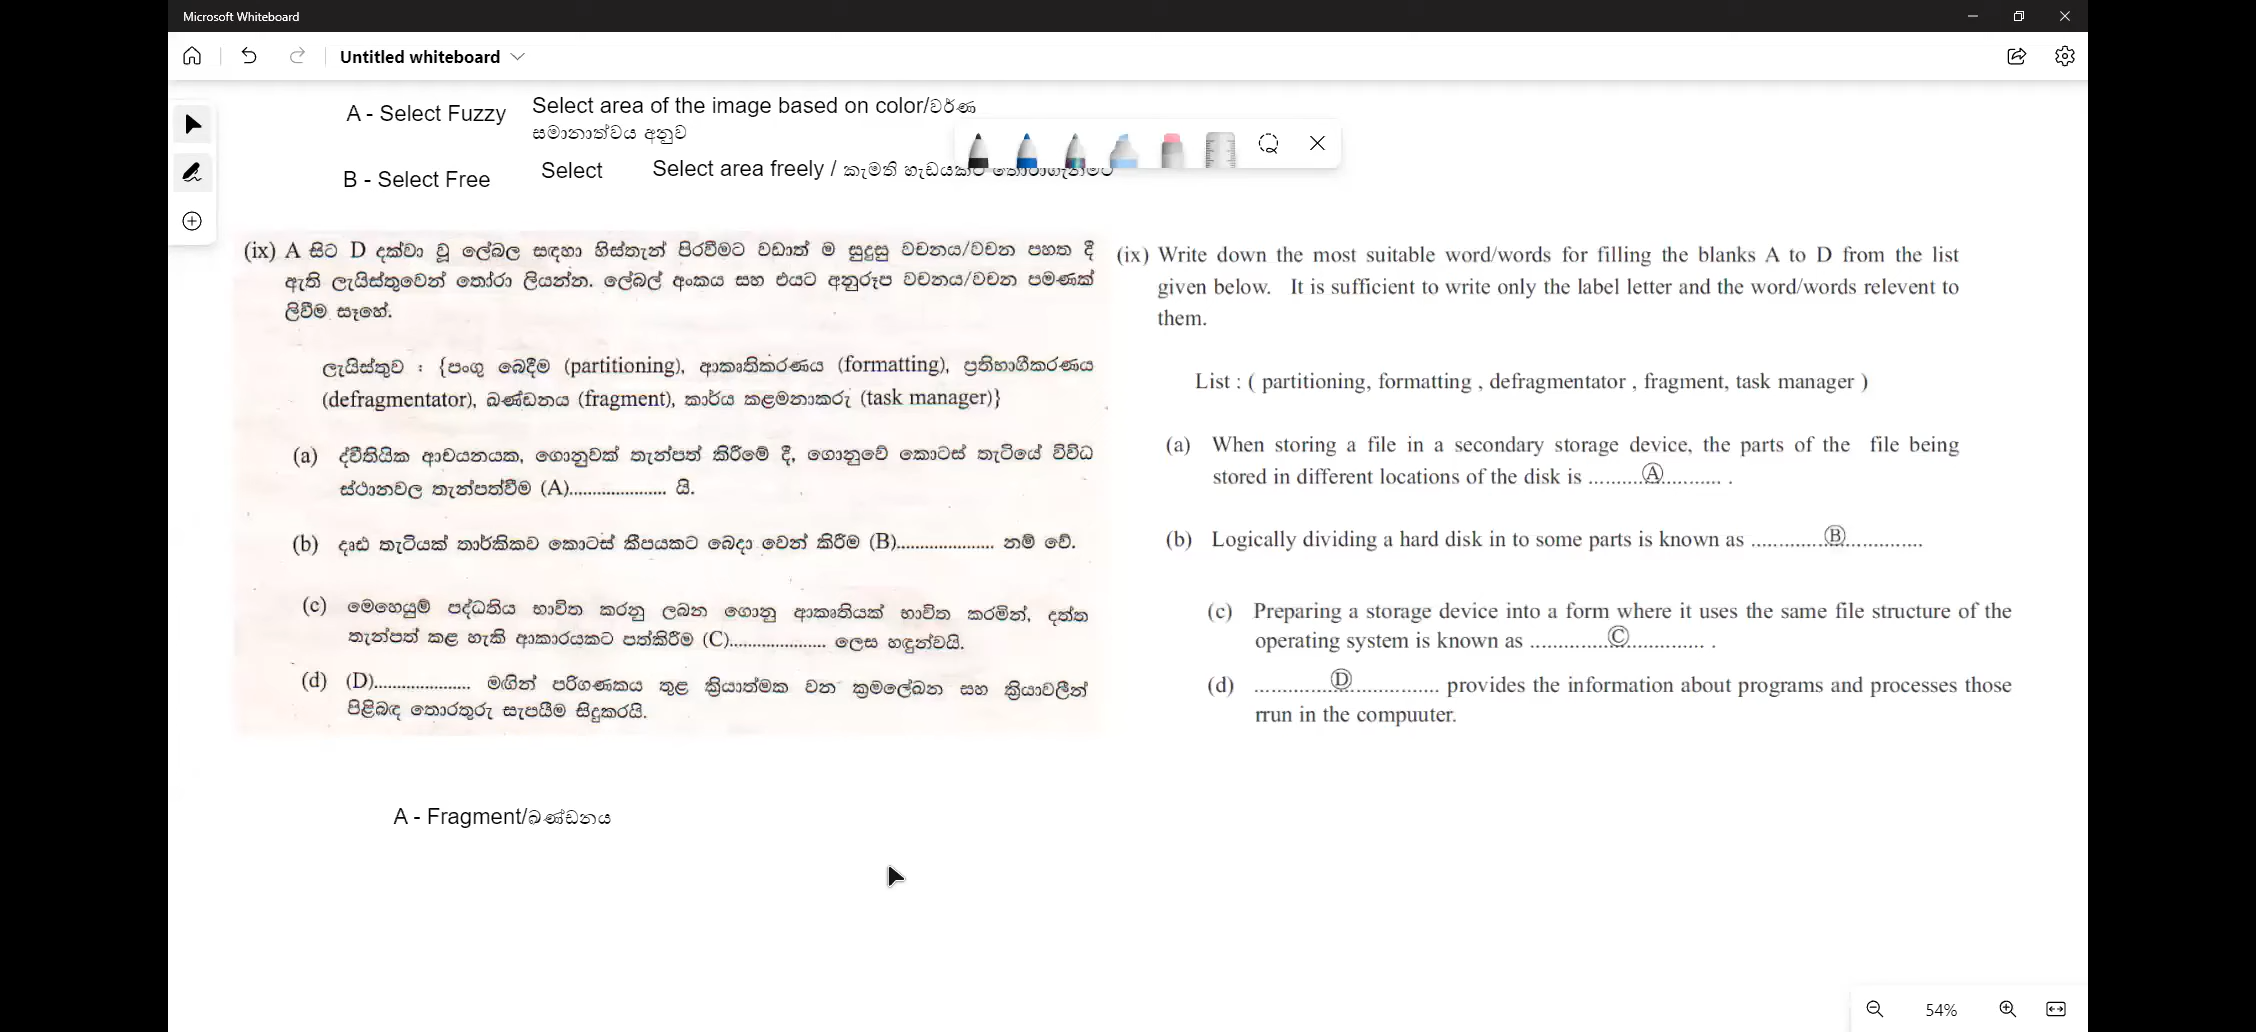 Microsoft Whiteboard
Untitled whiteboard
A - Select Fuzzy
Select area of the image based on color/වර්ණ
සමානාත්වය අනුව
B - Select Free
Select
Select area freely / කැමති හැඩයකට තෝරාගැනීමට
(ix) A සිට D දක්වා වූ ලේබල සඳහා හිස්තැන් පිරවීමට වඩාත් ම සුදුසු වචනය/වචන පහත දී
ඇති ලැයිස්තුවෙන් තෝරා ලියන්න. ලේබල් අංකය සහ එයට අනුරූප වචනය/වචන පමණක්
ලිවීම සෑහේ.
ලැයිස්තුව : {පංගු බෙදීම (partitioning), ආකෘතිකරණය (formatting), ප්‍රතිභාගීකරණය
(defragmentator), ඛණ්ඩනය (fragment), කාර්ය කළමනාකරු (task manager)}
(a) ද්වීතියික ආචයනයක, ගොනුවක් තැන්පත් කිරීමේ දී, ගොනුවේ කොටස් තැටියේ විවිධ
ස්ථානවල තැන්පත්වීම (A)..................... යි.
(b) දෘඪ තැටියක් තාර්කිකව කොටස් කීපයකට බෙදා වෙන් කිරීම (B)..................... නම් වේ.
(c) මෙහෙයුම් පද්ධතිය භාවිත කරනු ලබන ගොනු ආකෘතියක් භාවිත කරමින්, දත්ත
තැන්පත් කළ හැකි ආකාරයකට පත්කිරීම (C)..................... ලෙස හඳුන්වයි.
(d) (D)..................... මඟින් පරිගණකය තුළ ක්‍රියාත්මක වන ක්‍රමලේඛන සහ ක්‍රියාවලීන්
පිළිබඳ තොරතුරු සැපයීම සිදුකරයි.
(ix) Write down the most suitable word/words for filling the blanks A to D from the list
given below. It is sufficient to write only the label letter and the word/words relevent to
them.
List : ( partitioning, formatting , defragmentator , fragment, task manager )
(a) When storing a file in a secondary storage device, the parts of the file being
stored in different locations of the disk is ..........Ⓐ............ .
(b) Logically dividing a hard disk in to some parts is known as .............Ⓑ...............
(c) Preparing a storage device into a form where it uses the same file structure of the
operating system is known as ...............Ⓒ.............. .
(d) ..............Ⓓ................ provides the information about programs and processes those
rrun in the compuuter.
A - Fragment/ඛණ්ඩනය
54%